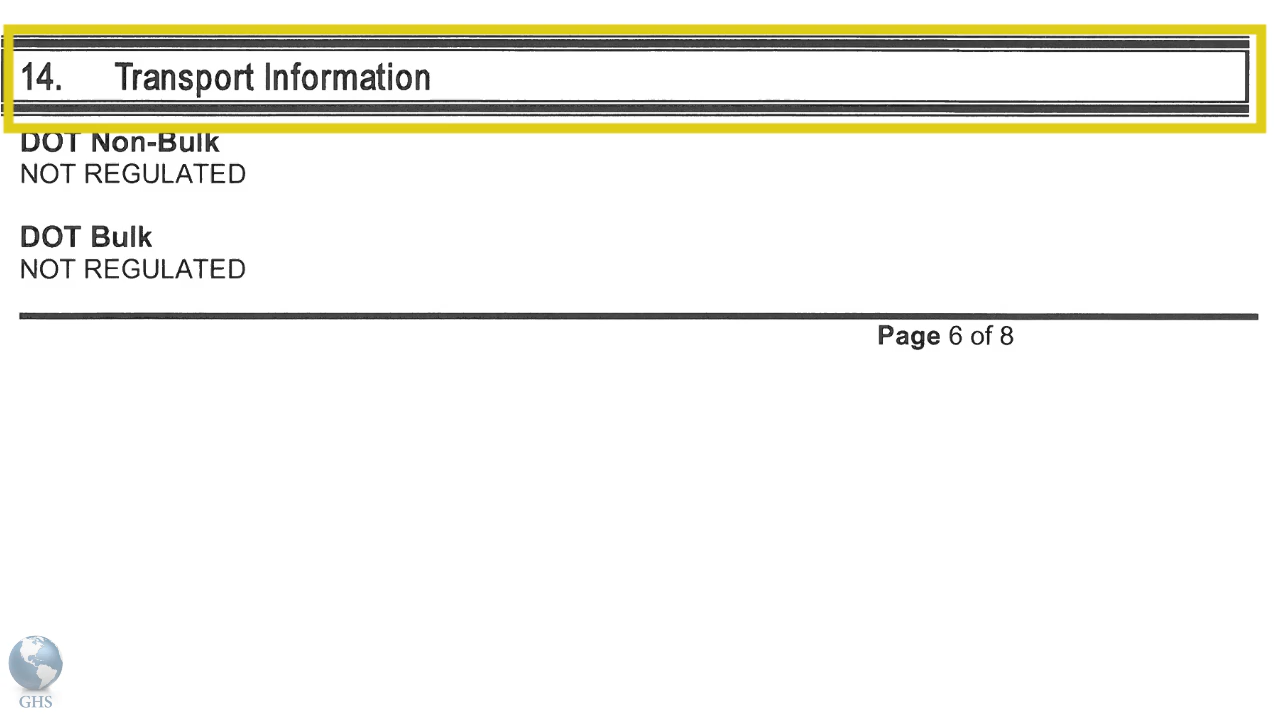 14. Transport Information
DOT Non-Bulk
NOT REGULATED
DOT Bulk
NOT REGULATED
Page 6 of 8
GHS